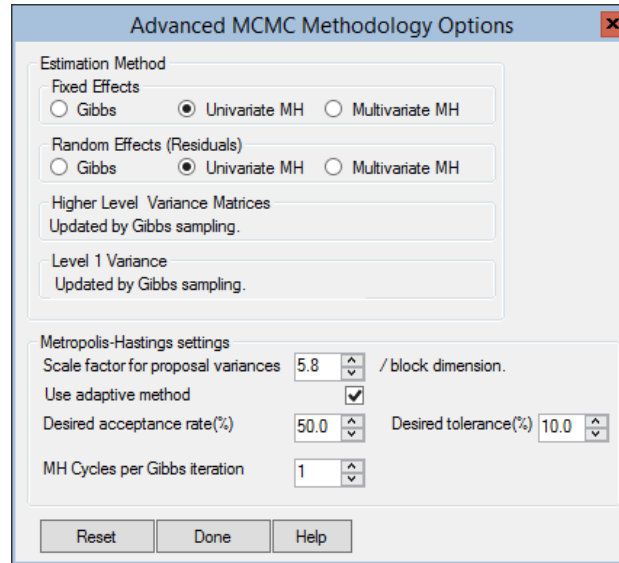 Advanced MCMC Methodology Options
Estimation Method
Fixed Effects
Gibbs Univariate MH Multivariate MH
Random Effects (Residuals)
Gibbs Univariate MH Multivariate MH
Higher Level Variance Matrices
Updated by Gibbs sampling.
Level 1 Variance
Updated by Gibbs sampling.
Metropolis-Hastings settings
Scale factor for proposal variances 5.8 / block dimension.
Use adaptive method
Desired acceptance rate(%) 50.0 Desired tolerance(%) 10.0
MH Cycles per Gibbs iteration 1
Reset Done Help